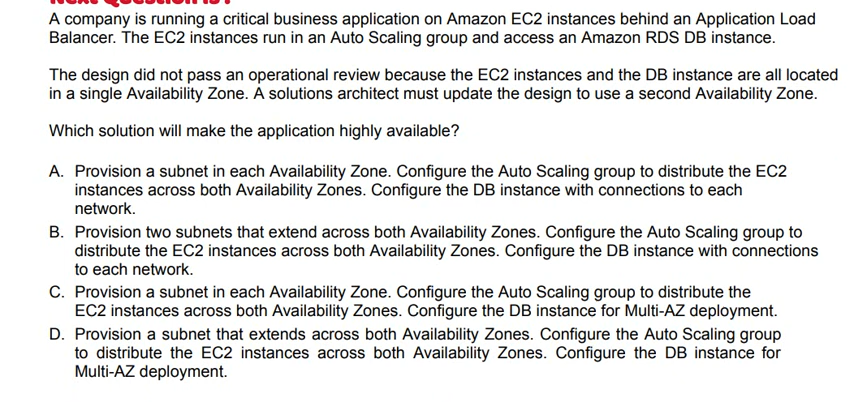 Next Question is?
A company is running a critical business application on Amazon EC2 instances behind an Application Load
Balancer. The EC2 instances run in an Auto Scaling group and access an Amazon RDS DB instance.
The design did not pass an operational review because the EC2 instances and the DB instance are all located
in a single Availability Zone. A solutions architect must update the design to use a second Availability Zone.
Which solution will make the application highly available?
A. Provision a subnet in each Availability Zone. Configure the Auto Scaling group to distribute the EC2
instances across both Availability Zones. Configure the DB instance with connections to each
network.
B. Provision two subnets that extend across both Availability Zones. Configure the Auto Scaling group to
distribute the EC2 instances across both Availability Zones. Configure the DB instance with connections
to each network.
C. Provision a subnet in each Availability Zone. Configure the Auto Scaling group to distribute the
EC2 instances across both Availability Zones. Configure the DB instance for Multi-AZ deployment.
D. Provision a subnet that extends across both Availability Zones. Configure the Auto Scaling group
to distribute the EC2 instances across both Availability Zones. Configure the DB instance for
Multi-AZ deployment.